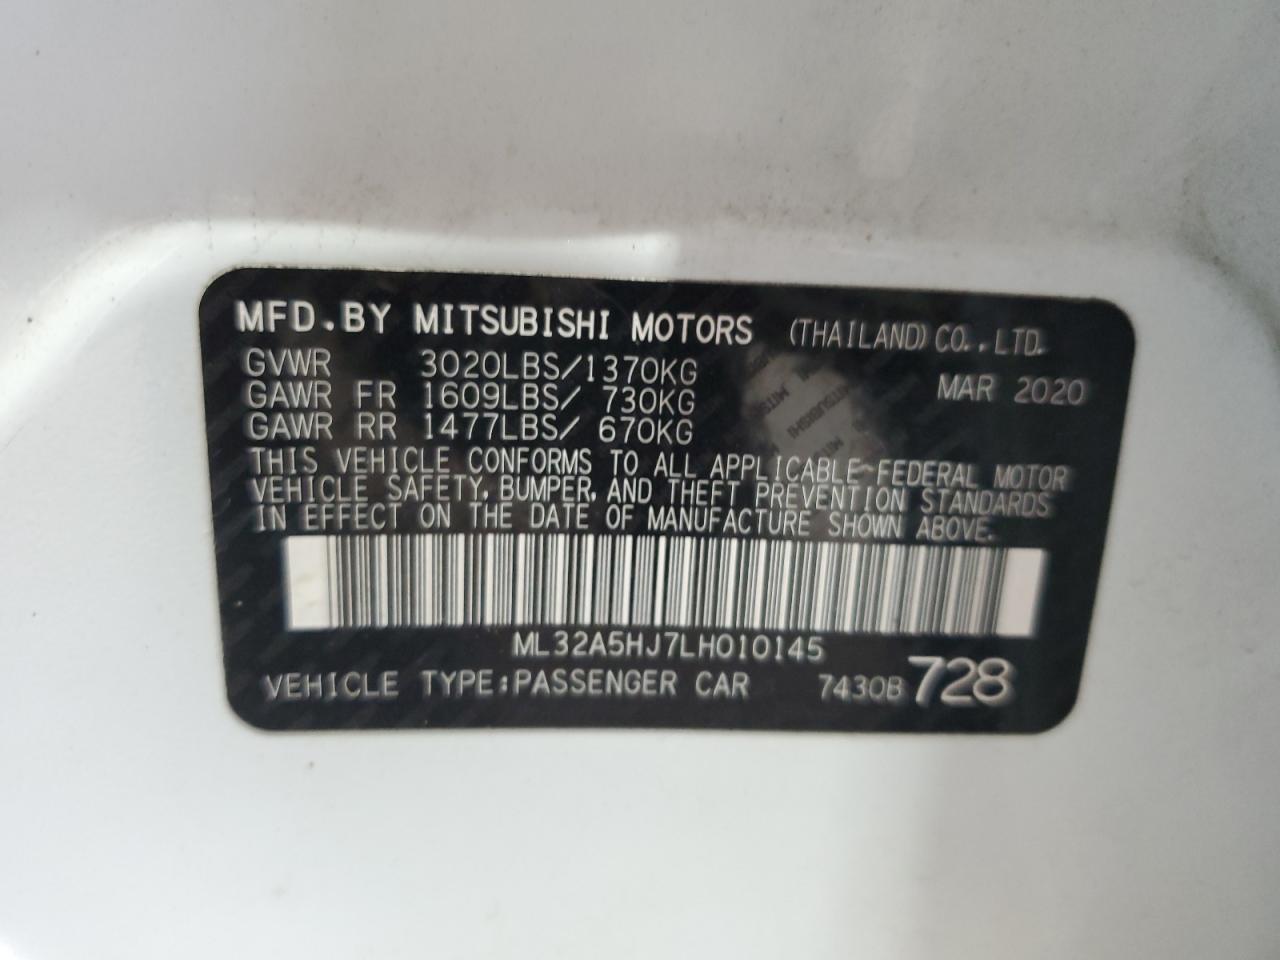 MFD.BY MITSUBISHI MOTORS (THAILAND) CO.,LTD.
GVWR 3020LBS/1370KG MAR 2020
GAWR FR 1609LBS/ 730KG
GAWR RR 1477LBS/ 670KG
THIS VEHICLE CONFORMS TO ALL APPLICABLE FEDERAL MOTOR
VEHICLE SAFETY, BUMPER, AND THEFT PREVENTION STANDARDS
IN EFFECT ON THE DATE OF MANUFACTURE SHOWN ABOVE.
ML32A5HJ7LH010145
VEHICLE TYPE:PASSENGER CAR 7430B 728